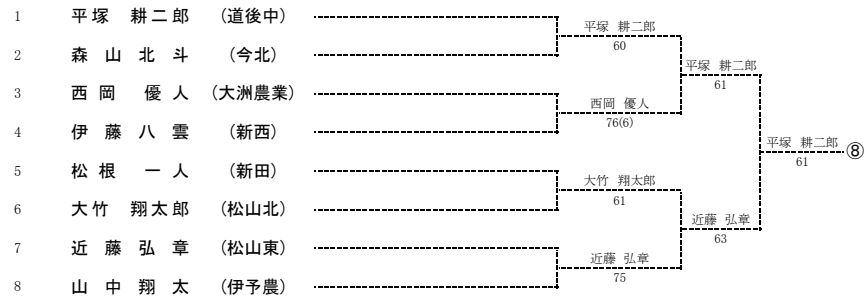 1 平塚 耕二郎 (道後中)
平塚 耕二郎
60
2 森山北斗 (今北)
平塚 耕二郎
61
3 西岡 優人 (大洲農業)
西岡 優人
76(6)
4 伊藤八雲 (新西)
平塚 耕二郎 ⑧
61
5 松根 一人 (新田)
大竹 翔太郎
61
6 大竹 翔太郎 (松山北)
近藤 弘章
63
7 近藤弘章 (松山東)
近藤 弘章
75
8 山中翔太 (伊予農)